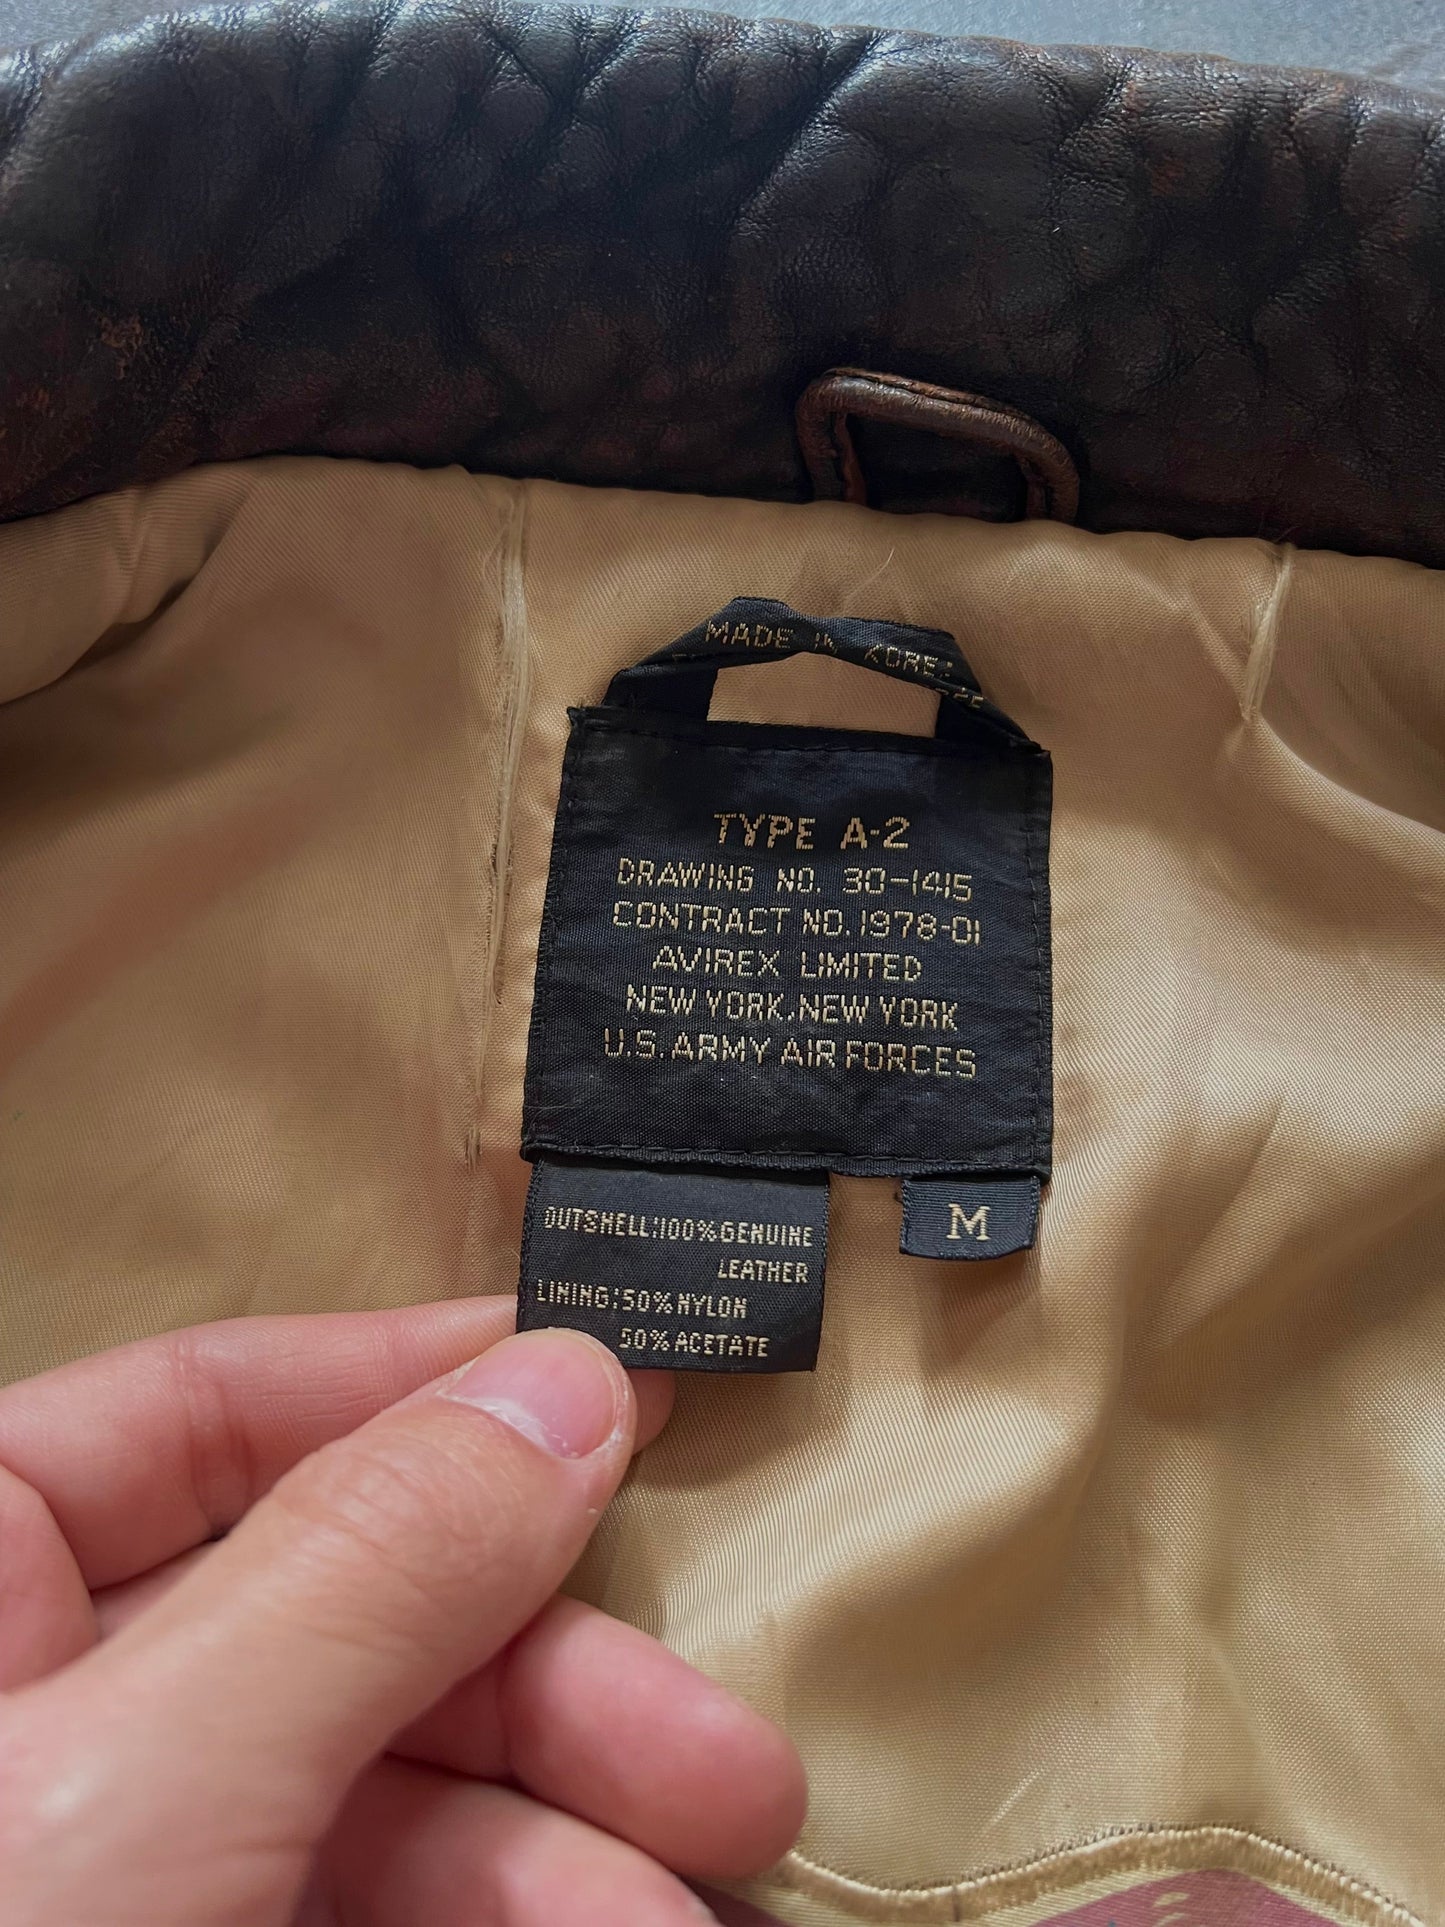 MADE IN KOREA
TYPE A-2
DRAWING NO. 30-1415
CONTRACT NO. 1978-01
AVIREX LIMITED
NEW YORK, NEW YORK
U.S. ARMY AIR FORCES
M
OUTSHELL:100% GENUINE
LEATHER
LINING:50% NYLON
50% ACETATE